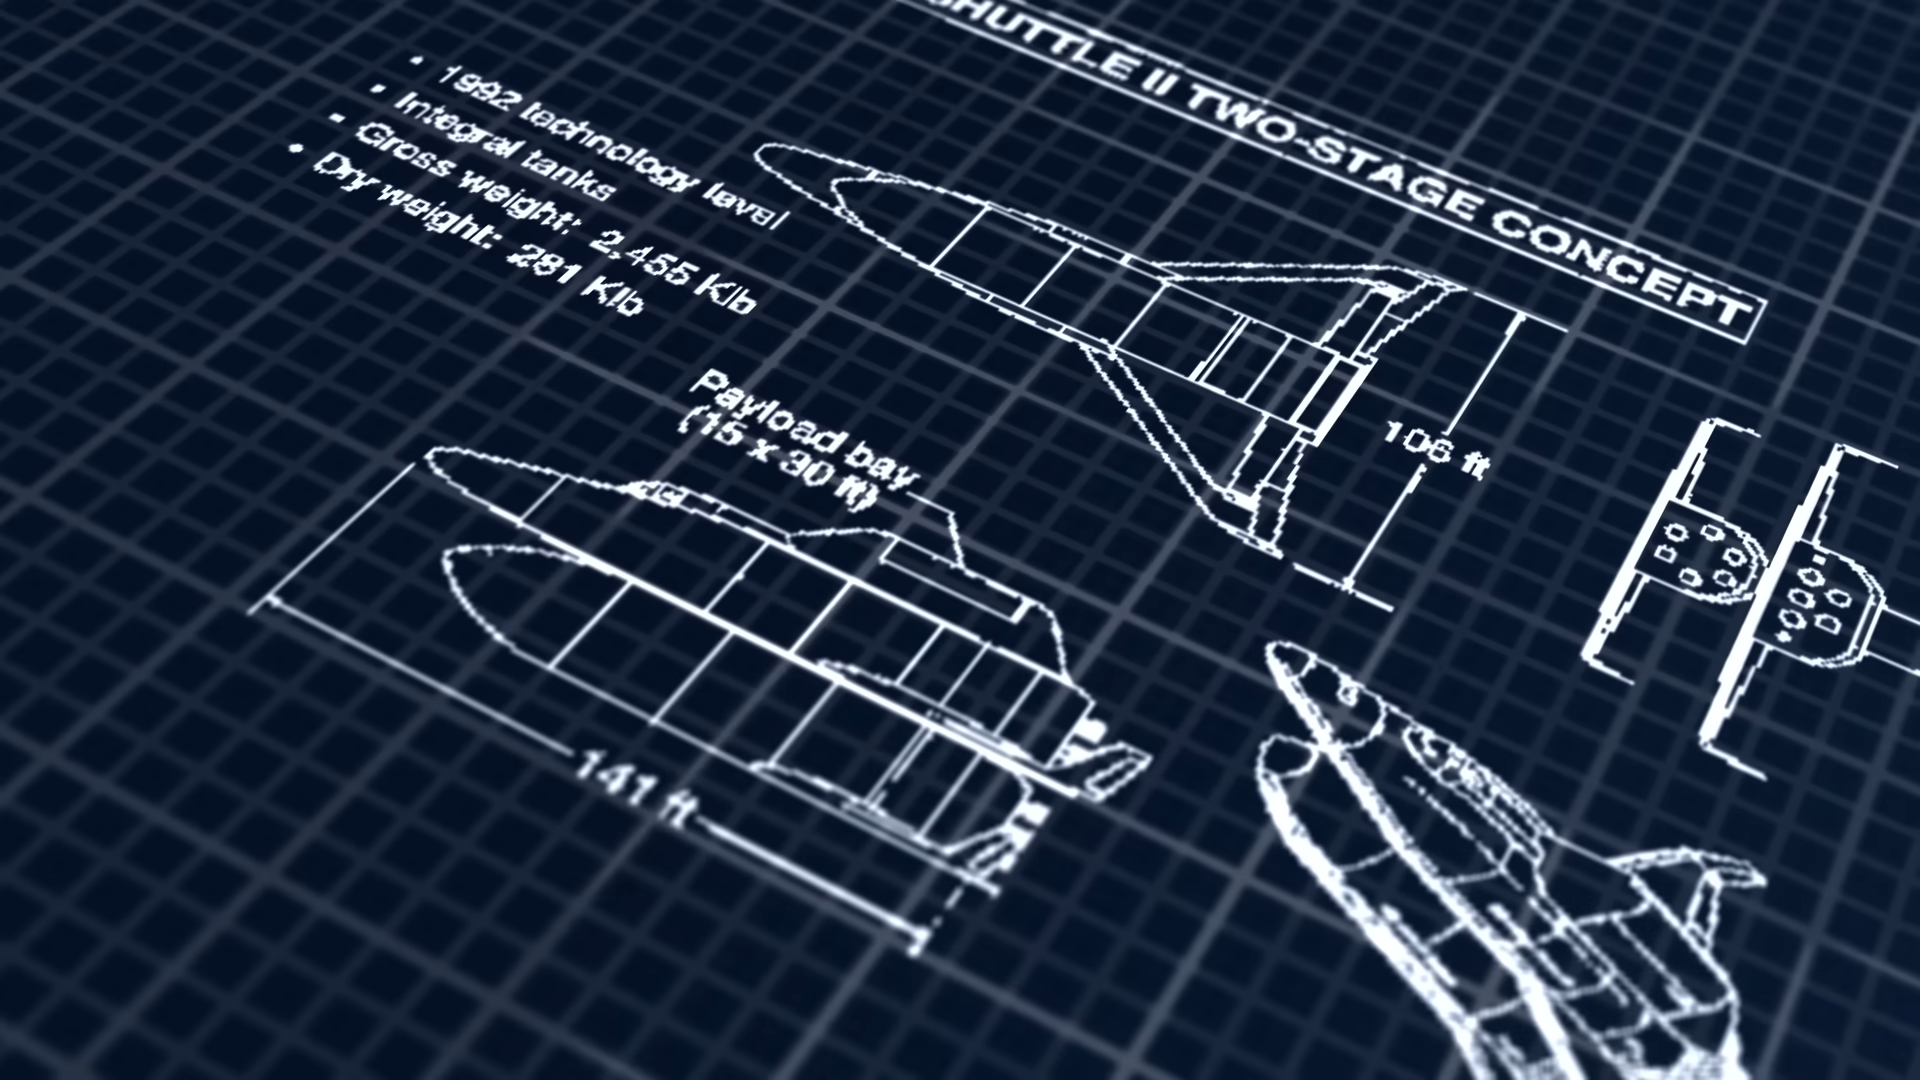 SHUTTLE II TWO-STAGE CONCEPT
• 1992 technology level
• Integral tanks
• Gross weight: 2,455 Klb
• Dry weight: 281 Klb
106 ft
Payload bay
(15 x 30 ft)
141 ft